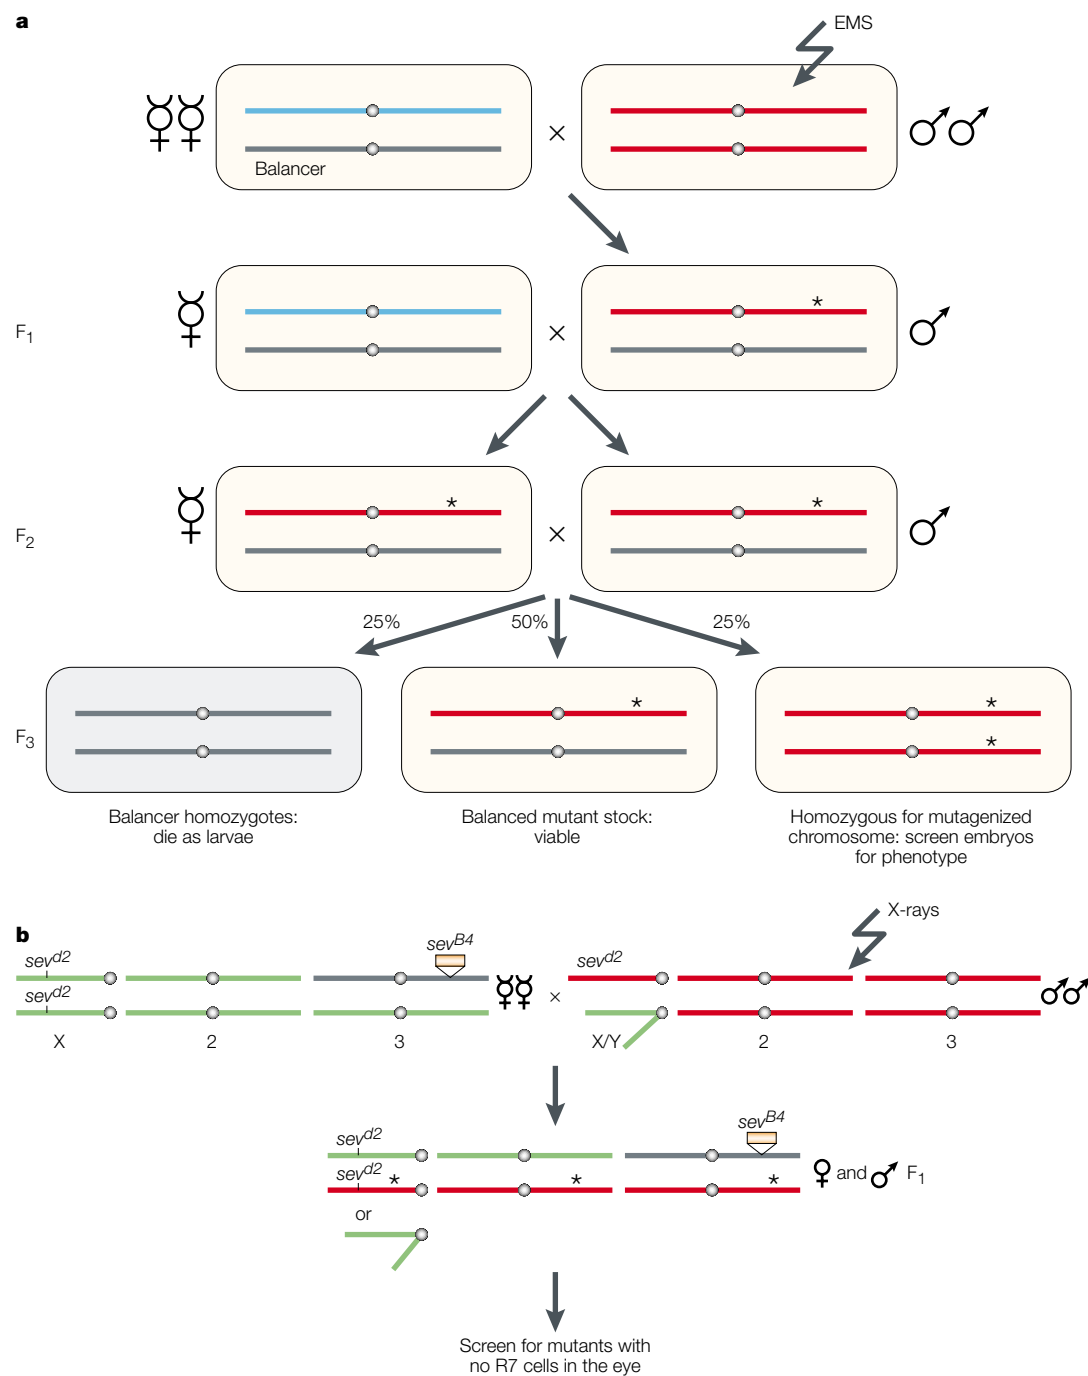 a
EMS
Balancer
×
F1
×
F2
×
25%
50%
25%
F3
*
*
*
*
*
*
Balancer homozygotes:
die as larvae
Balanced mutant stock:
viable
Homozygous for mutagenized
chromosome: screen embryos
for phenotype
b
X-rays
sevd2
sevB4
sevd2
sevd2
×
X
2
3
X/Y
2
3
sevd2
sevB4
sevd2
*
*
*
and
F1
or
Screen for mutants with
no R7 cells in the eye